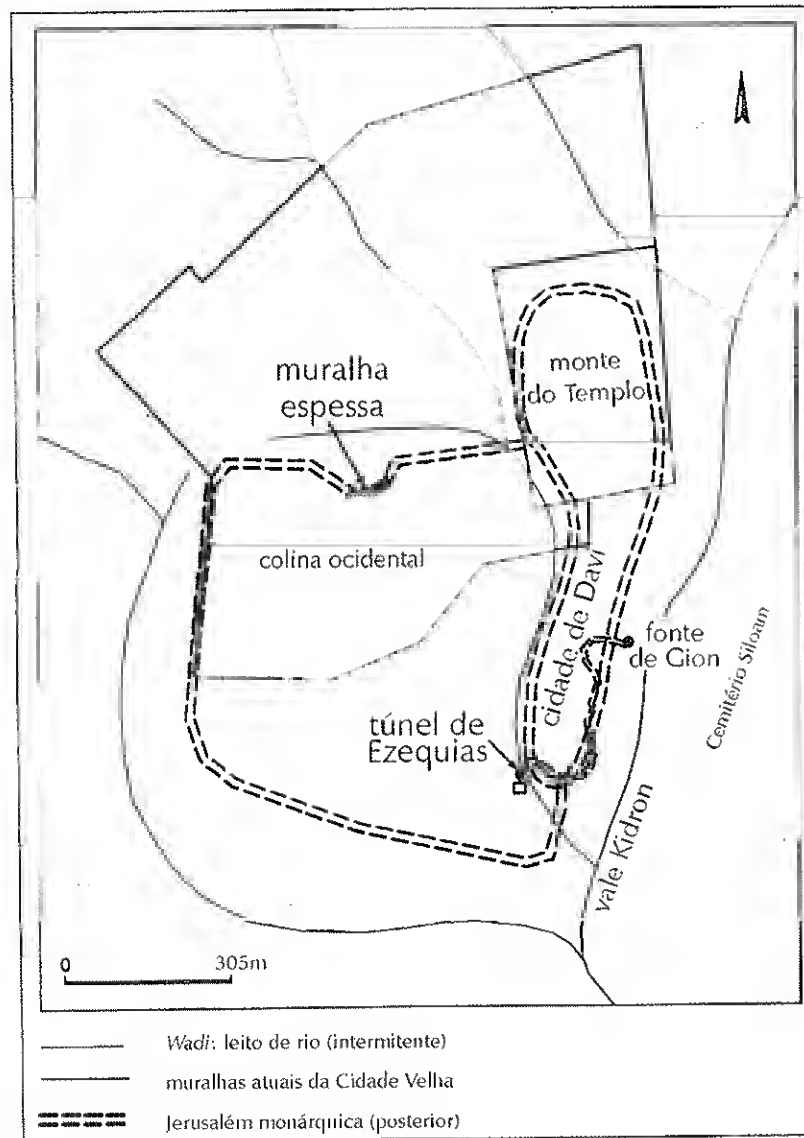 monte
do Templo
muralha
espessa
colina ocidental
cidade de Davi
fonte
de Gion
Cemitério Siloam
túnel de
Ezequias
vale Kidron
0 305m
Wadi: leito de rio (intermitente)
muralhas atuais da Cidade Velha
Jerusalém monárquica (posterior)